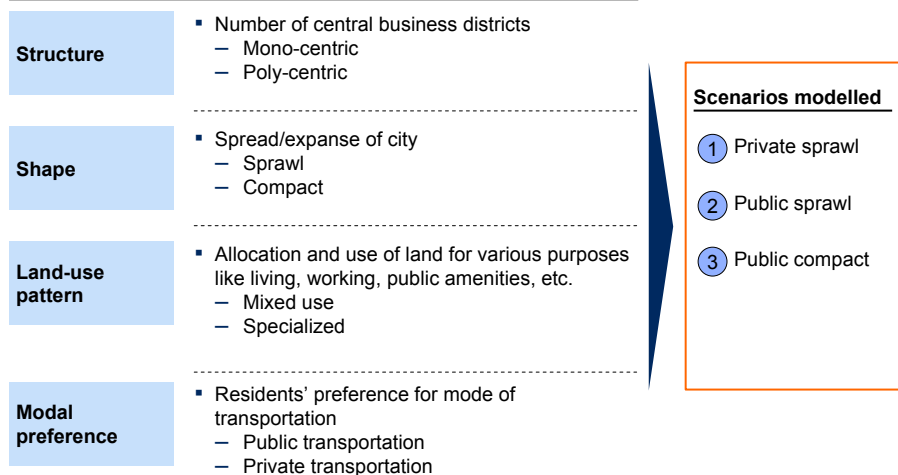 Structure
▪ Number of central business districts
– Mono-centric
– Poly-centric
Shape
▪ Spread/expanse of city
– Sprawl
– Compact
Land-use
pattern
▪ Allocation and use of land for various purposes
like living, working, public amenities, etc.
– Mixed use
– Specialized
Modal
preference
▪ Residents’ preference for mode of
transportation
– Public transportation
– Private transportation
Scenarios modelled
1 Private sprawl
2 Public sprawl
3 Public compact